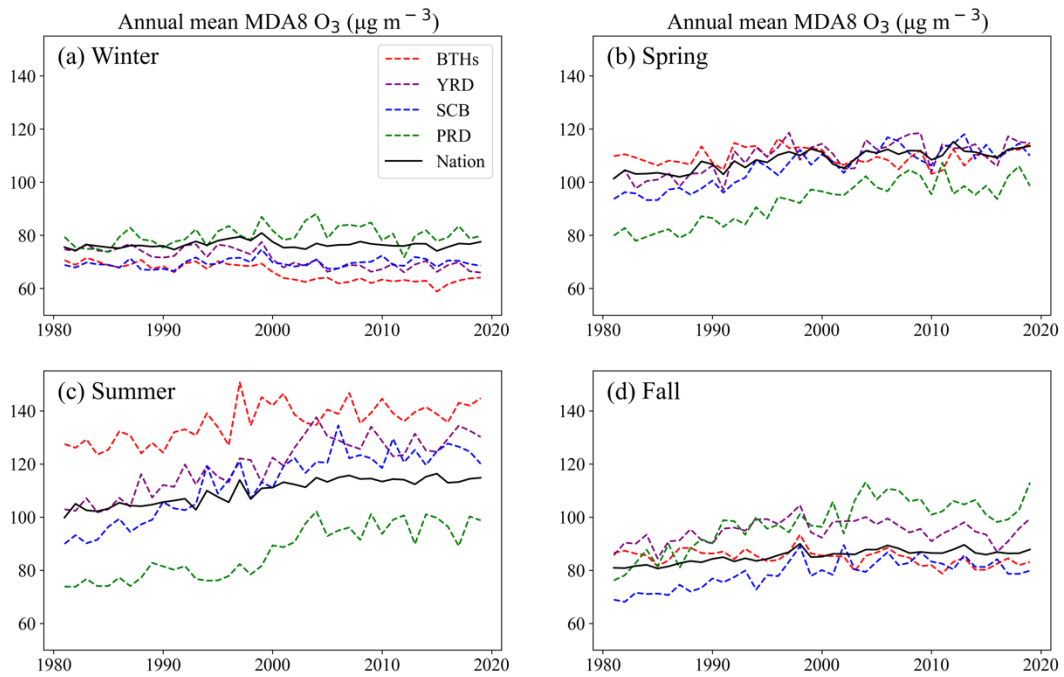 Annual mean MDA8 O₃ (μg m⁻³)
(a) Winter
BTHs
YRD
SCB
PRD
Nation
140
120
100
80
60
1980 1990 2000 2010 2020
Annual mean MDA8 O₃ (μg m⁻³)
(b) Spring
140
120
100
80
60
1980 1990 2000 2010 2020
(c) Summer
140
120
100
80
60
1980 1990 2000 2010 2020
(d) Fall
140
120
100
80
60
1980 1990 2000 2010 2020